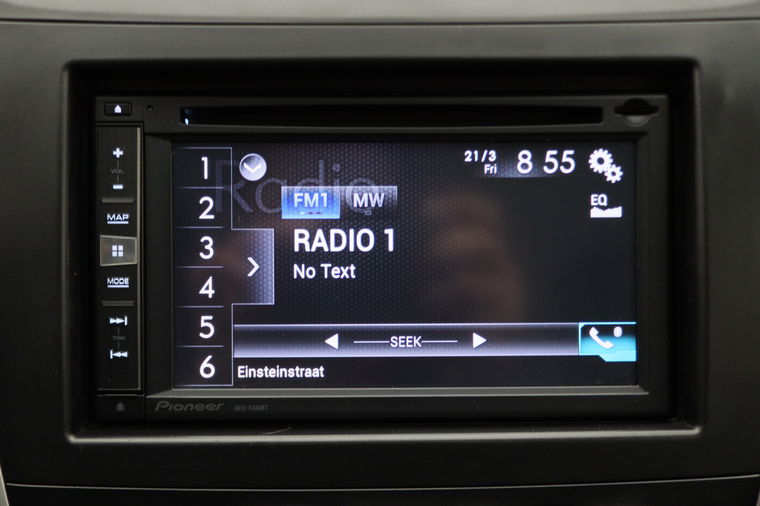 VOL
MAP
MODE
TRK
1
2
3
4
5
6
Radio
21/3
Fri
8 55
FM1
MW
EQ
RADIO 1
No Text
SEEK
Einsteinstraat
Pioneer